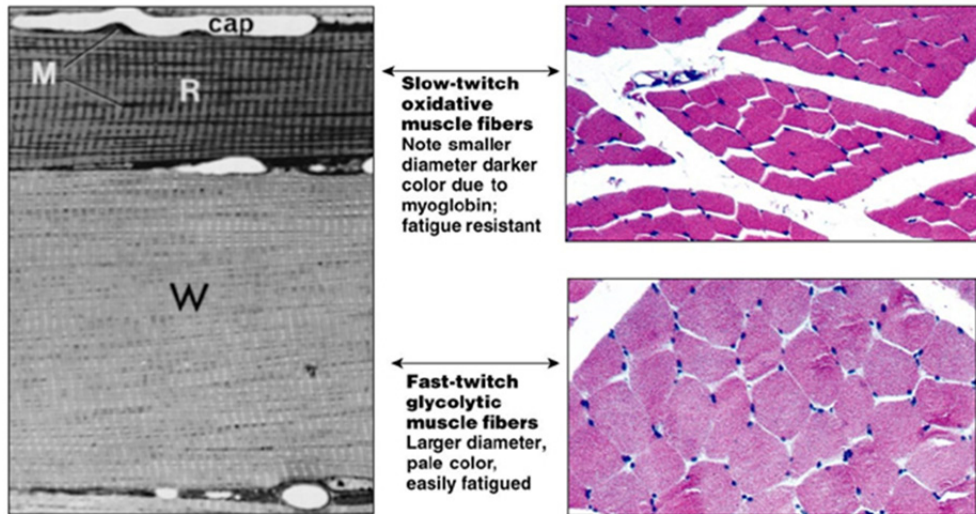 cap
M
R
W
Slow-twitch
oxidative
muscle fibers
Note smaller
diameter darker
color due to
myoglobin;
fatigue resistant
Fast-twitch
glycolytic
muscle fibers
Larger diameter,
pale color,
easily fatigued